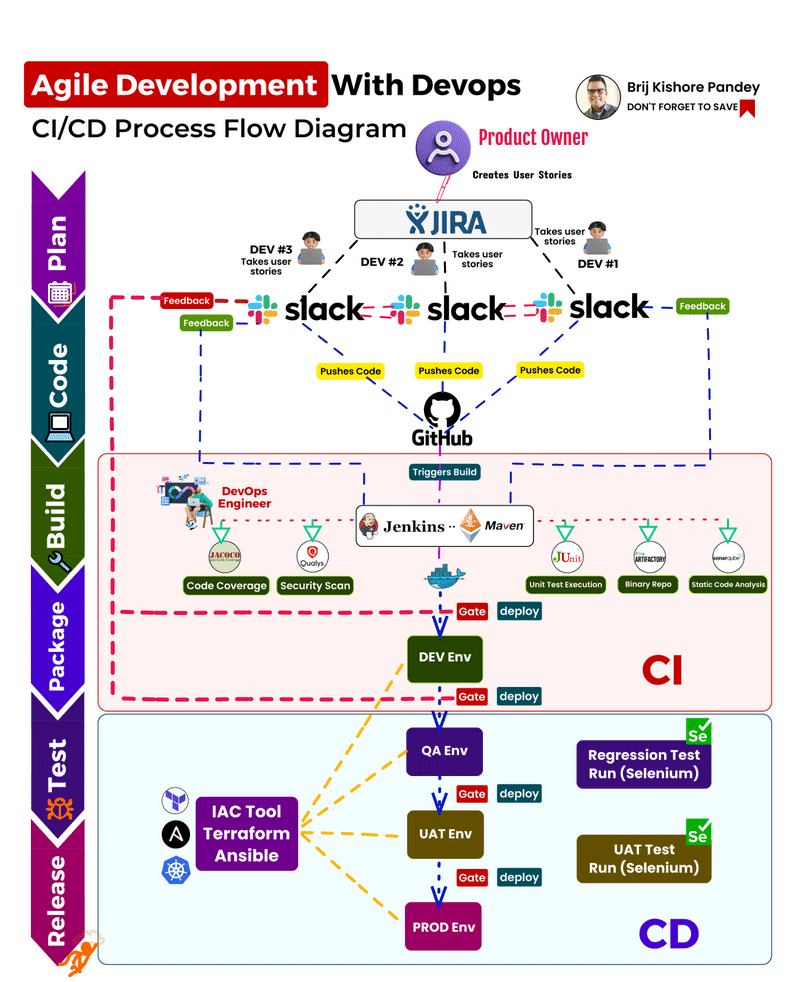 Agile Development With Devops
CI/CD Process Flow Diagram
Brij Kishore Pandey
DON'T FORGET TO SAVE
Product Owner
Creates User Stories
JIRA
DEV #3
Takes user
stories
DEV #2
Takes user
stories
Takes user
stories
DEV #1
Plan
Feedback
Feedback
slack
slack
slack
Feedback
Code
Pushes Code
Pushes Code
Pushes Code
GitHub
Triggers Build
Build
DevOps
Engineer
Jenkins
Maven
JACOCO
Qualys
JUnit
ARTIFACTORY
sonarqube
Code Coverage
Security Scan
Unit Test Execution
Binary Repo
Static Code Analysis
Package
Gate
deploy
DEV Env
CI
Gate
deploy
Test
QA Env
Se
Regression Test
Run (Selenium)
Gate
deploy
IAC Tool
Terraform
Ansible
UAT Env
Se
UAT Test
Run (Selenium)
Gate
deploy
Release
PROD Env
CD